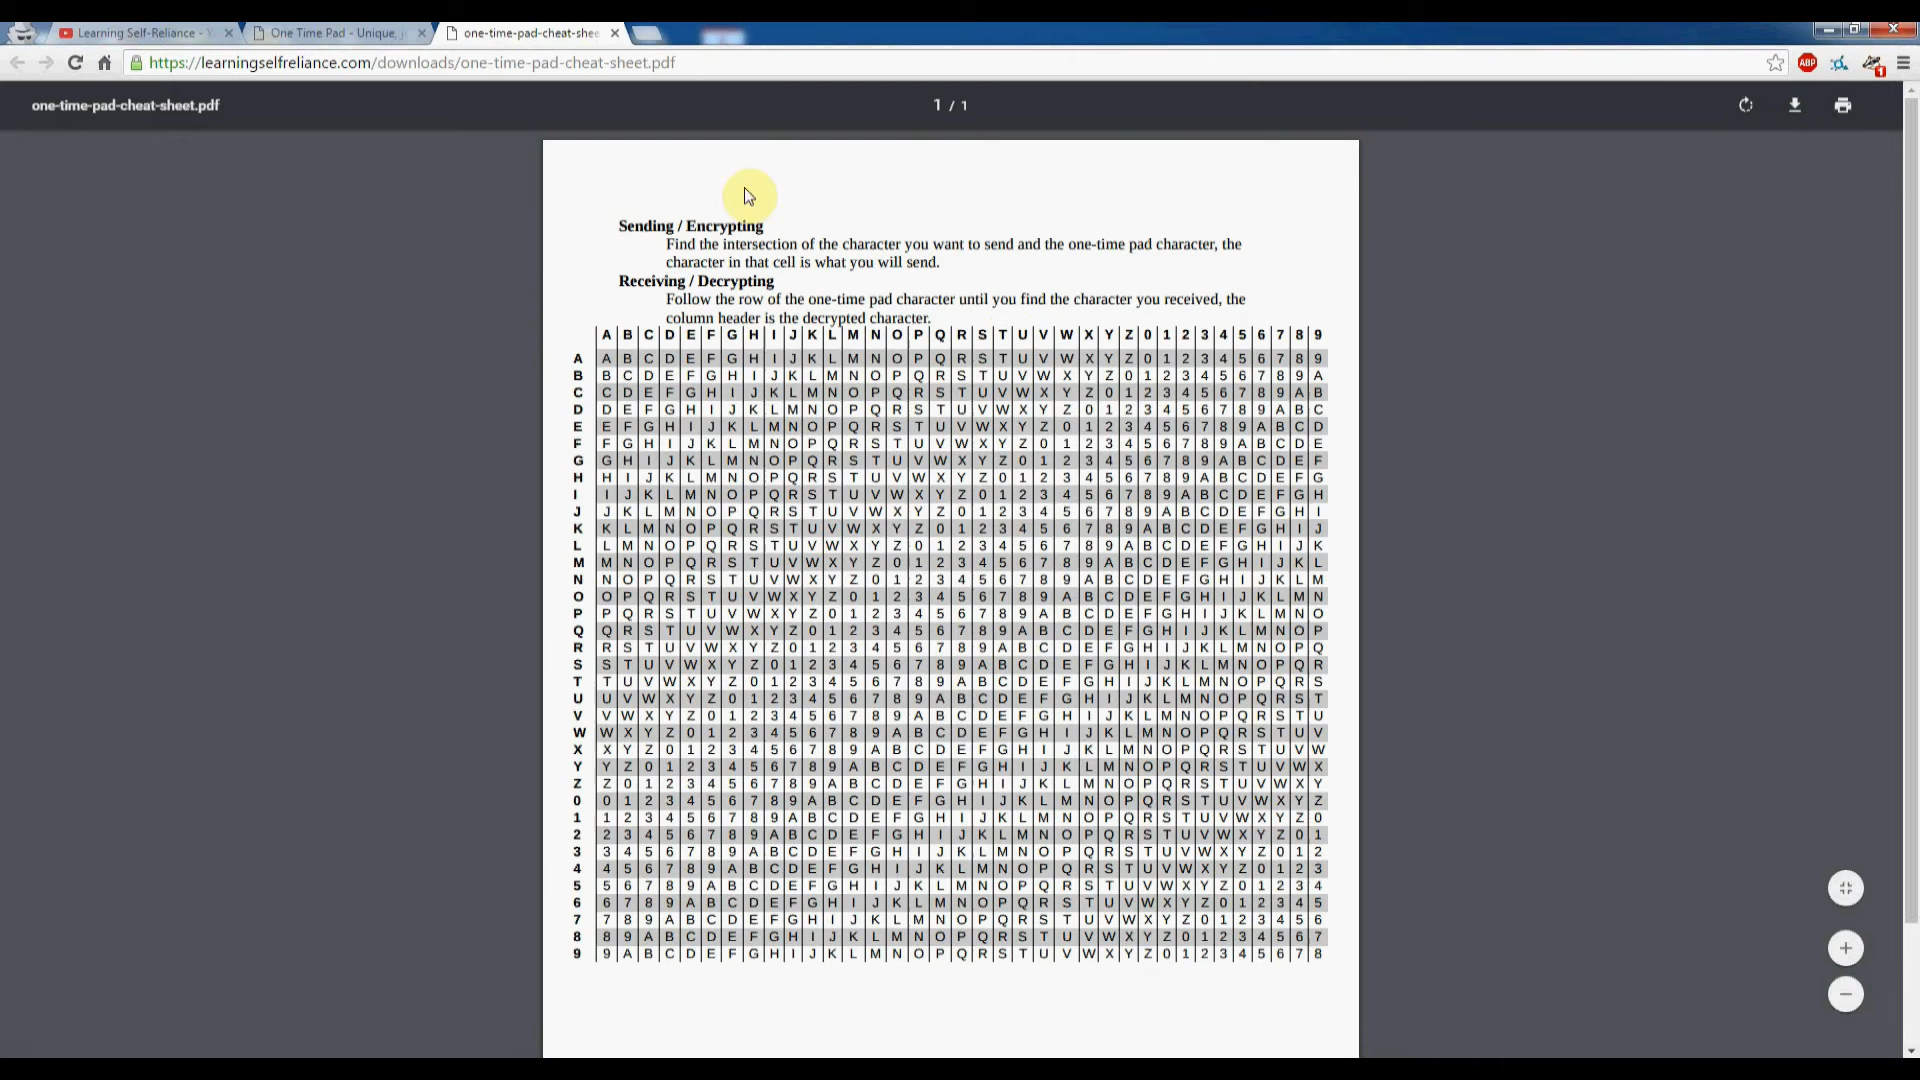 Learning Self-Reliance -
One Time Pad - Unique,
one-time-pad-cheat-shee
https://learningselfreliance.com/downloads/one-time-pad-cheat-sheet.pdf
ABP
1
one-time-pad-cheat-sheet.pdf
1 / 1
Sending / Encrypting
Find the intersection of the character you want to send and the one-time pad character, the
character in that cell is what you will send.
Receiving / Decrypting
Follow the row of the one-time pad character until you find the character you received, the
column header is the decrypted character.
A B C D E F G H I J K L M N O P Q R S T U V W X Y Z 0 1 2 3 4 5 6 7 8 9
A A B C D E F G H I J K L M N O P Q R S T U V W X Y Z 0 1 2 3 4 5 6 7 8 9
B B C D E F G H I J K L M N O P Q R S T U V W X Y Z 0 1 2 3 4 5 6 7 8 9 A
C C D E F G H I J K L M N O P Q R S T U V W X Y Z 0 1 2 3 4 5 6 7 8 9 A B
D D E F G H I J K L M N O P Q R S T U V W X Y Z 0 1 2 3 4 5 6 7 8 9 A B C
E E F G H I J K L M N O P Q R S T U V W X Y Z 0 1 2 3 4 5 6 7 8 9 A B C D
F F G H I J K L M N O P Q R S T U V W X Y Z 0 1 2 3 4 5 6 7 8 9 A B C D E
G G H I J K L M N O P Q R S T U V W X Y Z 0 1 2 3 4 5 6 7 8 9 A B C D E F
H H I J K L M N O P Q R S T U V W X Y Z 0 1 2 3 4 5 6 7 8 9 A B C D E F G
I I J K L M N O P Q R S T U V W X Y Z 0 1 2 3 4 5 6 7 8 9 A B C D E F G H
J J K L M N O P Q R S T U V W X Y Z 0 1 2 3 4 5 6 7 8 9 A B C D E F G H I
K K L M N O P Q R S T U V W X Y Z 0 1 2 3 4 5 6 7 8 9 A B C D E F G H I J
L L M N O P Q R S T U V W X Y Z 0 1 2 3 4 5 6 7 8 9 A B C D E F G H I J K
M M N O P Q R S T U V W X Y Z 0 1 2 3 4 5 6 7 8 9 A B C D E F G H I J K L
N N O P Q R S T U V W X Y Z 0 1 2 3 4 5 6 7 8 9 A B C D E F G H I J K L M
O O P Q R S T U V W X Y Z 0 1 2 3 4 5 6 7 8 9 A B C D E F G H I J K L M N
P P Q R S T U V W X Y Z 0 1 2 3 4 5 6 7 8 9 A B C D E F G H I J K L M N O
Q Q R S T U V W X Y Z 0 1 2 3 4 5 6 7 8 9 A B C D E F G H I J K L M N O P
R R S T U V W X Y Z 0 1 2 3 4 5 6 7 8 9 A B C D E F G H I J K L M N O P Q
S S T U V W X Y Z 0 1 2 3 4 5 6 7 8 9 A B C D E F G H I J K L M N O P Q R
T T U V W X Y Z 0 1 2 3 4 5 6 7 8 9 A B C D E F G H I J K L M N O P Q R S
U U V W X Y Z 0 1 2 3 4 5 6 7 8 9 A B C D E F G H I J K L M N O P Q R S T
V V W X Y Z 0 1 2 3 4 5 6 7 8 9 A B C D E F G H I J K L M N O P Q R S T U
W W X Y Z 0 1 2 3 4 5 6 7 8 9 A B C D E F G H I J K L M N O P Q R S T U V
X X Y Z 0 1 2 3 4 5 6 7 8 9 A B C D E F G H I J K L M N O P Q R S T U V W
Y Y Z 0 1 2 3 4 5 6 7 8 9 A B C D E F G H I J K L M N O P Q R S T U V W X
Z Z 0 1 2 3 4 5 6 7 8 9 A B C D E F G H I J K L M N O P Q R S T U V W X Y
0 0 1 2 3 4 5 6 7 8 9 A B C D E F G H I J K L M N O P Q R S T U V W X Y Z
1 1 2 3 4 5 6 7 8 9 A B C D E F G H I J K L M N O P Q R S T U V W X Y Z 0
2 2 3 4 5 6 7 8 9 A B C D E F G H I J K L M N O P Q R S T U V W X Y Z 0 1
3 3 4 5 6 7 8 9 A B C D E F G H I J K L M N O P Q R S T U V W X Y Z 0 1 2
4 4 5 6 7 8 9 A B C D E F G H I J K L M N O P Q R S T U V W X Y Z 0 1 2 3
5 5 6 7 8 9 A B C D E F G H I J K L M N O P Q R S T U V W X Y Z 0 1 2 3 4
6 6 7 8 9 A B C D E F G H I J K L M N O P Q R S T U V W X Y Z 0 1 2 3 4 5
7 7 8 9 A B C D E F G H I J K L M N O P Q R S T U V W X Y Z 0 1 2 3 4 5 6
8 8 9 A B C D E F G H I J K L M N O P Q R S T U V W X Y Z 0 1 2 3 4 5 6 7
9 9 A B C D E F G H I J K L M N O P Q R S T U V W X Y Z 0 1 2 3 4 5 6 7 8